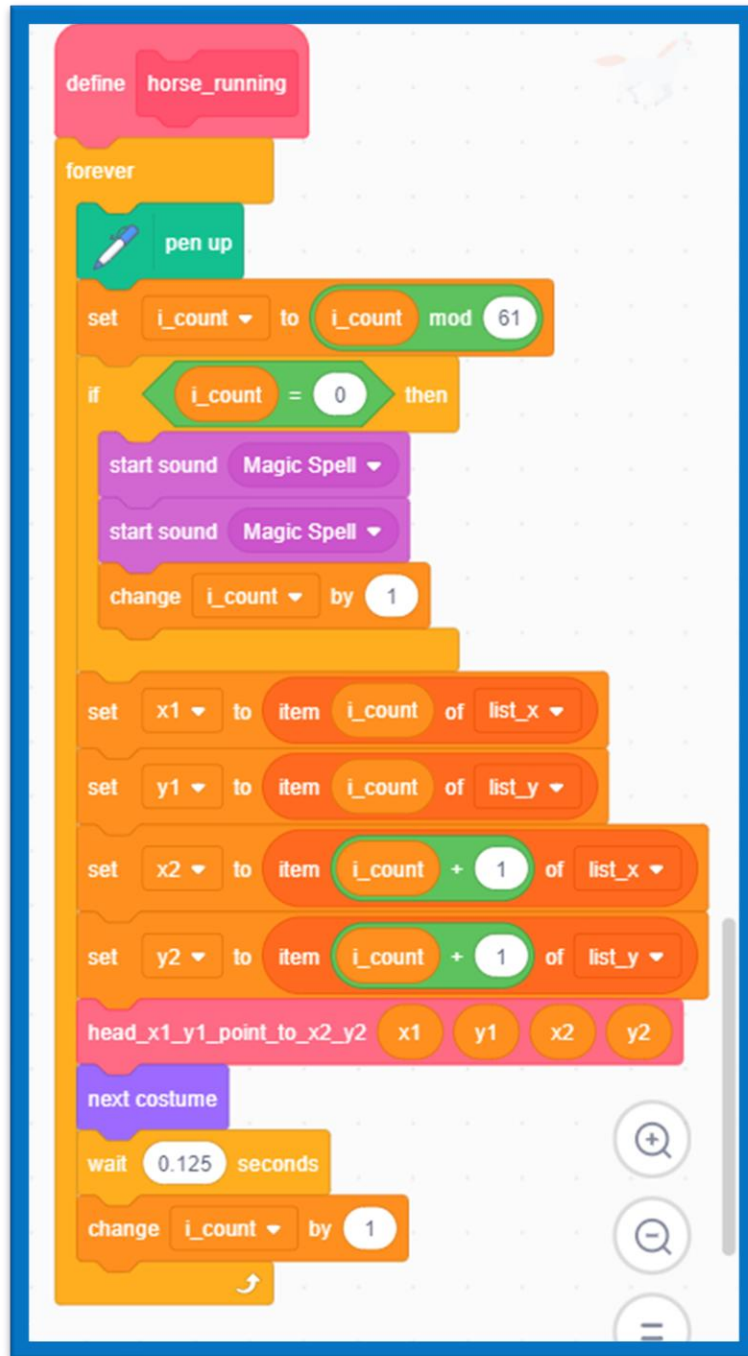 define horse_running
forever
pen up
set i_count to i_count mod 61
if i_count = 0 then
start sound Magic Spell
start sound Magic Spell
change i_count by 1
set x1 to item i_count of list_x
set y1 to item i_count of list_y
set x2 to item i_count + 1 of list_x
set y2 to item i_count + 1 of list_y
head_x1_y1_point_to_x2_y2 x1 y1 x2 y2
next costume
wait 0.125 seconds
change i_count by 1